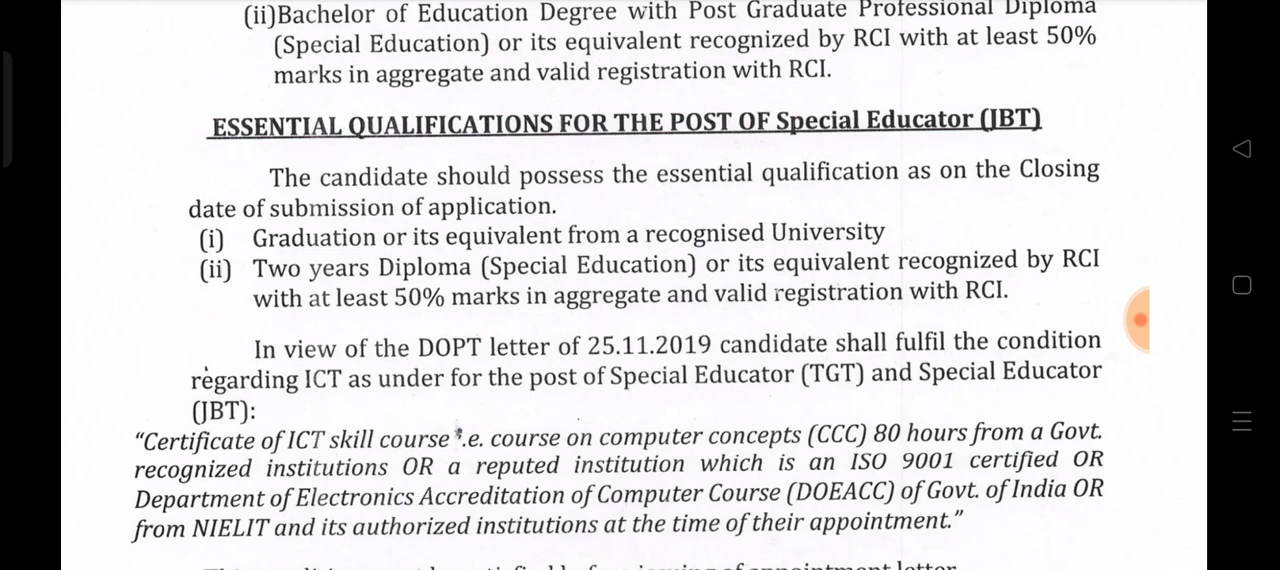 (ii)Bachelor of Education Degree with Post Graduate Professional Diploma
(Special Education) or its equivalent recognized by RCI with at least 50%
marks in aggregate and valid registration with RCI.
ESSENTIAL QUALIFICATIONS FOR THE POST OF Special Educator (JBT)
The candidate should possess the essential qualification as on the Closing
date of submission of application.
(i) Graduation or its equivalent from a recognised University
(ii) Two years Diploma (Special Education) or its equivalent recognized by RCI
with at least 50% marks in aggregate and valid registration with RCI.
In view of the DOPT letter of 25.11.2019 candidate shall fulfil the condition
regarding ICT as under for the post of Special Educator (TGT) and Special Educator
(JBT):
“Certificate of ICT skill course i.e. course on computer concepts (CCC) 80 hours from a Govt.
recognized institutions OR a reputed institution which is an ISO 9001 certified OR
Department of Electronics Accreditation of Computer Course (DOEACC) of Govt. of India OR
from NIELIT and its authorized institutions at the time of their appointment.”
of appointment letter